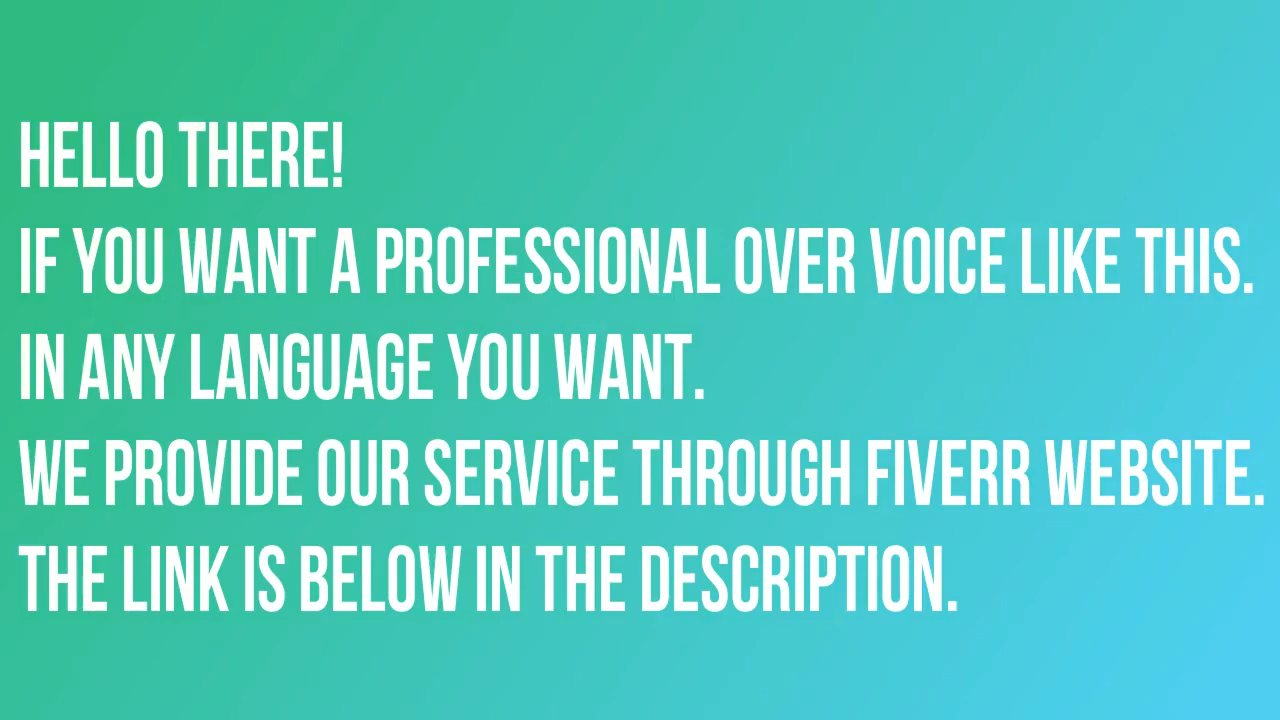 HELLO THERE!
IF YOU WANT A PROFESSIONAL OVER VOICE LIKE THIS.
IN ANY LANGUAGE YOU WANT.
WE PROVIDE OUR SERVICE THROUGH FIVERR WEBSITE.
THE LINK IS BELOW IN THE DESCRIPTION.